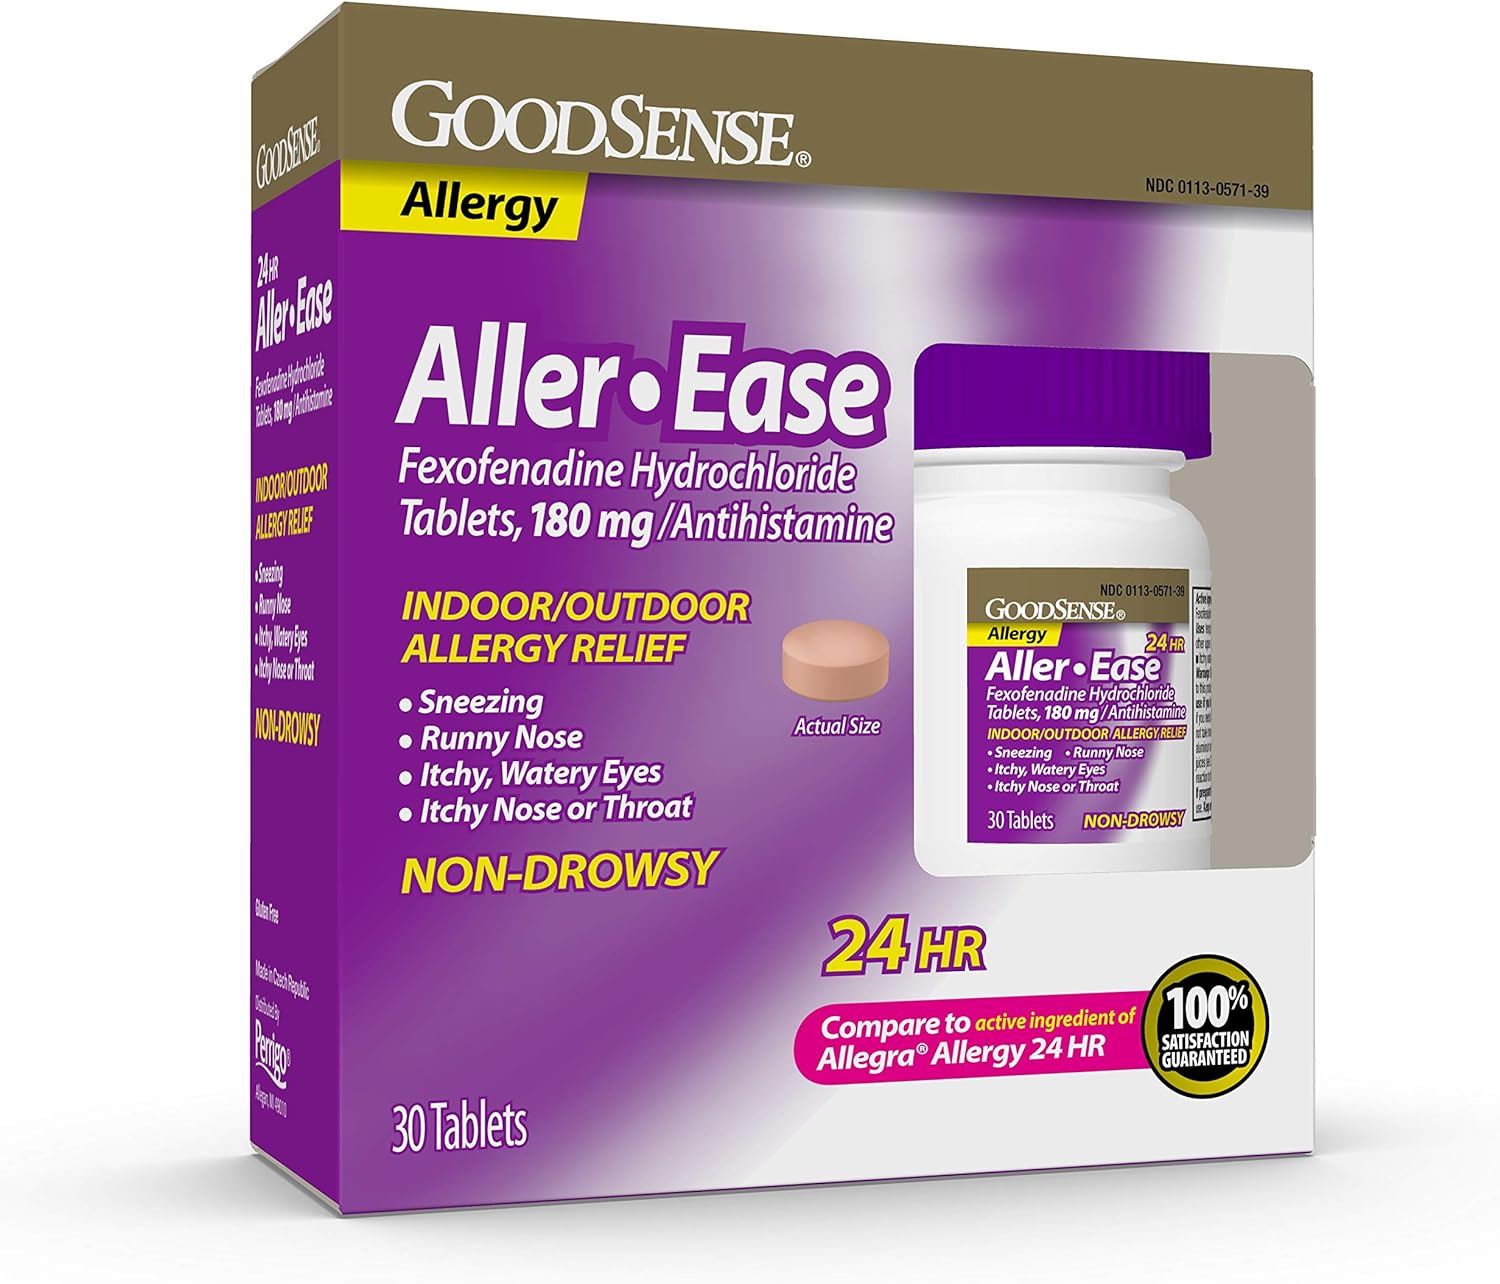 GOODSENSE®
24 HR
Aller•Ease
Fexofenadine Hydrochloride
Tablets, 180 mg/Antihistamine
INDOOR/OUTDOOR
ALLERGY RELIEF
• Sneezing
• Runny Nose
• Itchy, Watery Eyes
• Itchy Nose or Throat
NON-DROWSY
Gluten Free
Made in Czech Republic
Distributed By
Perrigo®
Allegan, MI 49010
GOODSENSE®
NDC 0113-0571-39
Allergy
Aller•Ease
Fexofenadine Hydrochloride
Tablets, 180 mg/Antihistamine
INDOOR/OUTDOOR
ALLERGY RELIEF
• Sneezing
• Runny Nose
• Itchy, Watery Eyes
• Itchy Nose or Throat
NON-DROWSY
Actual Size
NDC 0113-0571-39
GOODSENSE®
Allergy
24 HR
Aller•Ease
Fexofenadine Hydrochloride
Tablets, 180 mg/Antihistamine
INDOOR/OUTDOOR ALLERGY RELIEF
• Sneezing • Runny Nose
• Itchy, Watery Eyes
• Itchy Nose or Throat
30 Tablets NON-DROWSY
24 HR
Compare to active ingredient of
Allegra® Allergy 24 HR
100%
SATISFACTION
GUARANTEED
30 Tablets